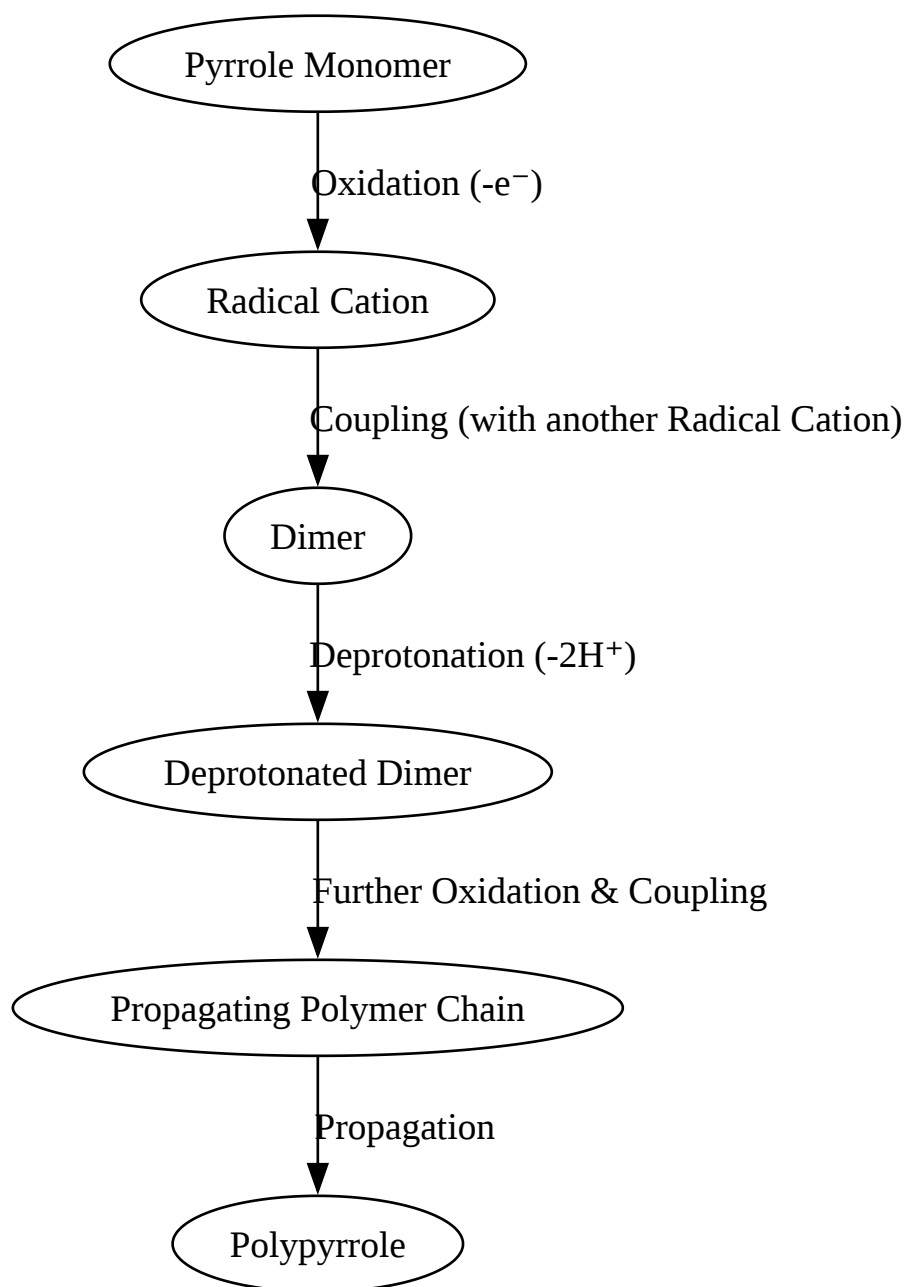 Pyrrole Monomer
Oxidation (-e⁻)
Radical Cation
Coupling (with another Radical Cation)
Dimer
Deprotonation (-2H⁺)
Deprotonated Dimer
Further Oxidation & Coupling
Propagating Polymer Chain
Propagation
Polypyrrole